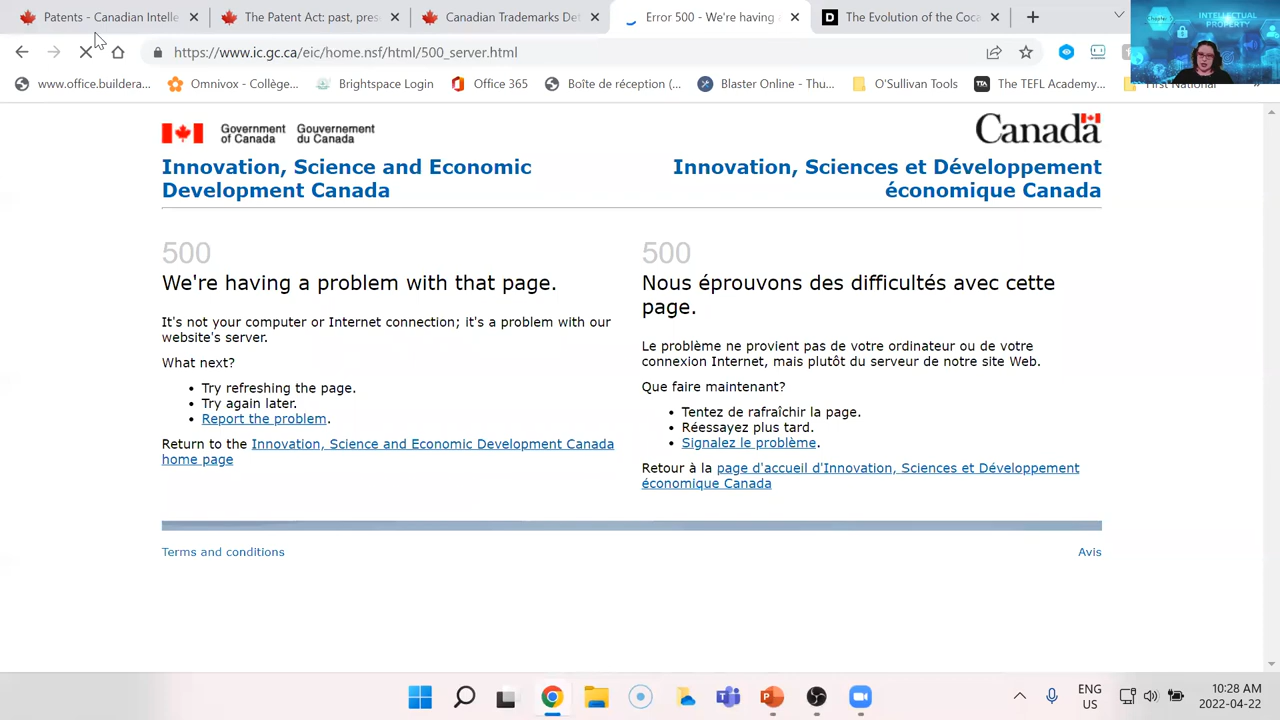 Patents - Canadian Intelle
The Patent Act: past, pres
Canadian Trademarks Det
Error 500 - We're having a
The Evolution of the Coca
https://www.ic.gc.ca/eic/home.nsf/html/500_server.html
INTELLECTUAL
PROPERTY
www.office.buildera...
Omnivox - Collège...
Brightspace Login
Office 365
Boîte de réception (...
Blaster Online - Thu...
O'Sullivan Tools
The TEFL Academy...
First National
Government
of Canada
Gouvernement
du Canada
Canada
Innovation, Science and Economic
Development Canada
Innovation, Sciences et Développement
économique Canada
500
We're having a problem with that page.
It's not your computer or Internet connection; it's a problem with our
website's server.
What next?
Try refreshing the page.
Try again later.
Report the problem.
Return to the Innovation, Science and Economic Development Canada
home page
500
Nous éprouvons des difficultés avec cette
page.
Le problème ne provient pas de votre ordinateur ou de votre
connexion Internet, mais plutôt du serveur de notre site Web.
Que faire maintenant?
Tentez de rafraîchir la page.
Réessayez plus tard.
Signalez le problème.
Retour à la page d'accueil d'Innovation, Sciences et Développement
économique Canada
Terms and conditions
Avis
ENG
US
10:28 AM
2022-04-22